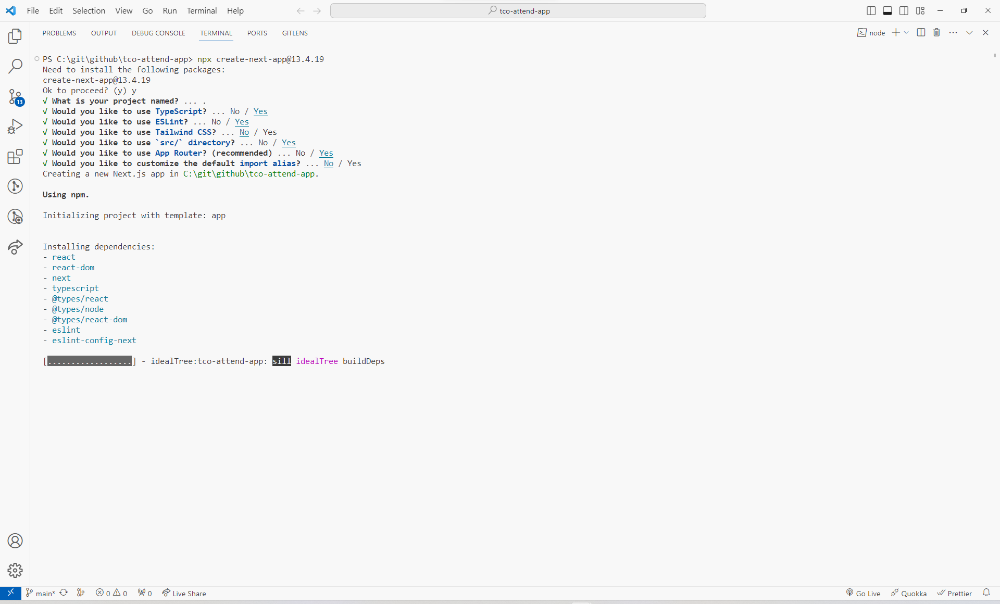 File Edit Selection View Go Run Terminal Help
tco-attend-app
PROBLEMS OUTPUT DEBUG CONSOLE TERMINAL PORTS GITLENS
node
PS C:\git\github\tco-attend-app> npx create-next-app@13.4.19
Need to install the following packages:
create-next-app@13.4.19
Ok to proceed? (y) y
√ What is your project named? ... .
√ Would you like to use TypeScript? ... No / Yes
√ Would you like to use ESLint? ... No / Yes
√ Would you like to use Tailwind CSS? ... No / Yes
√ Would you like to use `src/` directory? ... No / Yes
√ Would you like to use App Router? (recommended) ... No / Yes
√ Would you like to customize the default import alias? ... No / Yes
Creating a new Next.js app in C:\git\github\tco-attend-app.
Using npm.
Initializing project with template: app
Installing dependencies:
- react
- react-dom
- next
- typescript
- @types/react
- @types/node
- @types/react-dom
- eslint
- eslint-config-next
[..................] - idealTree:tco-attend-app: sill idealTree buildDeps
13
main* 0 0 0 Live Share
Go Live Quokka Prettier